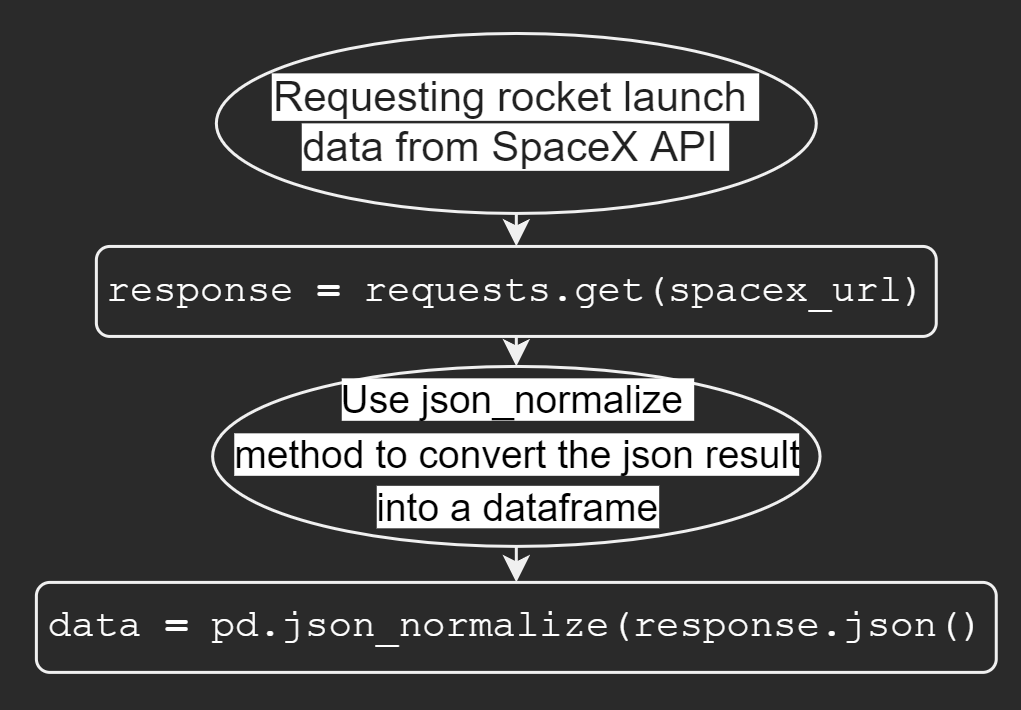 Requesting rocket launch
data from SpaceX API
response = requests.get(spacex_url)
Use json_normalize
method to convert the json result
into a dataframe
data = pd.json_normalize(response.json()